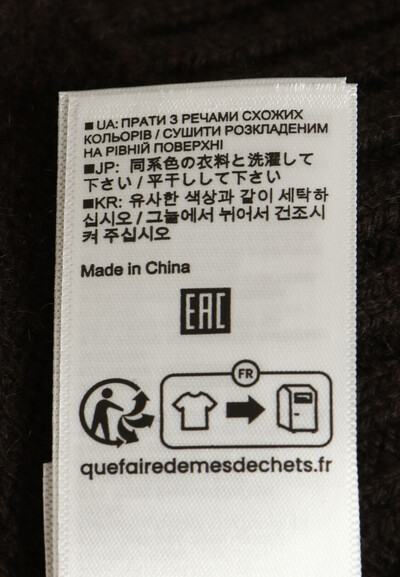 ■ UA: ПРАТИ З РЕЧАМИ СХОЖИХ
КОЛЬОРІВ / СУШИТИ РОЗКЛАДЕНИМ
НА РІВНІЙ ПОВЕРХНІ
■JP: 同系色の衣料と洗濯して
下さい / 平干しして下さい
■KR: 유사한 색상과 같이 세탁하
십시오 / 그늘에서 뉘어서 건조시
켜 주십시오
Made in China
EAC
FR
quefairedemesdechets.fr